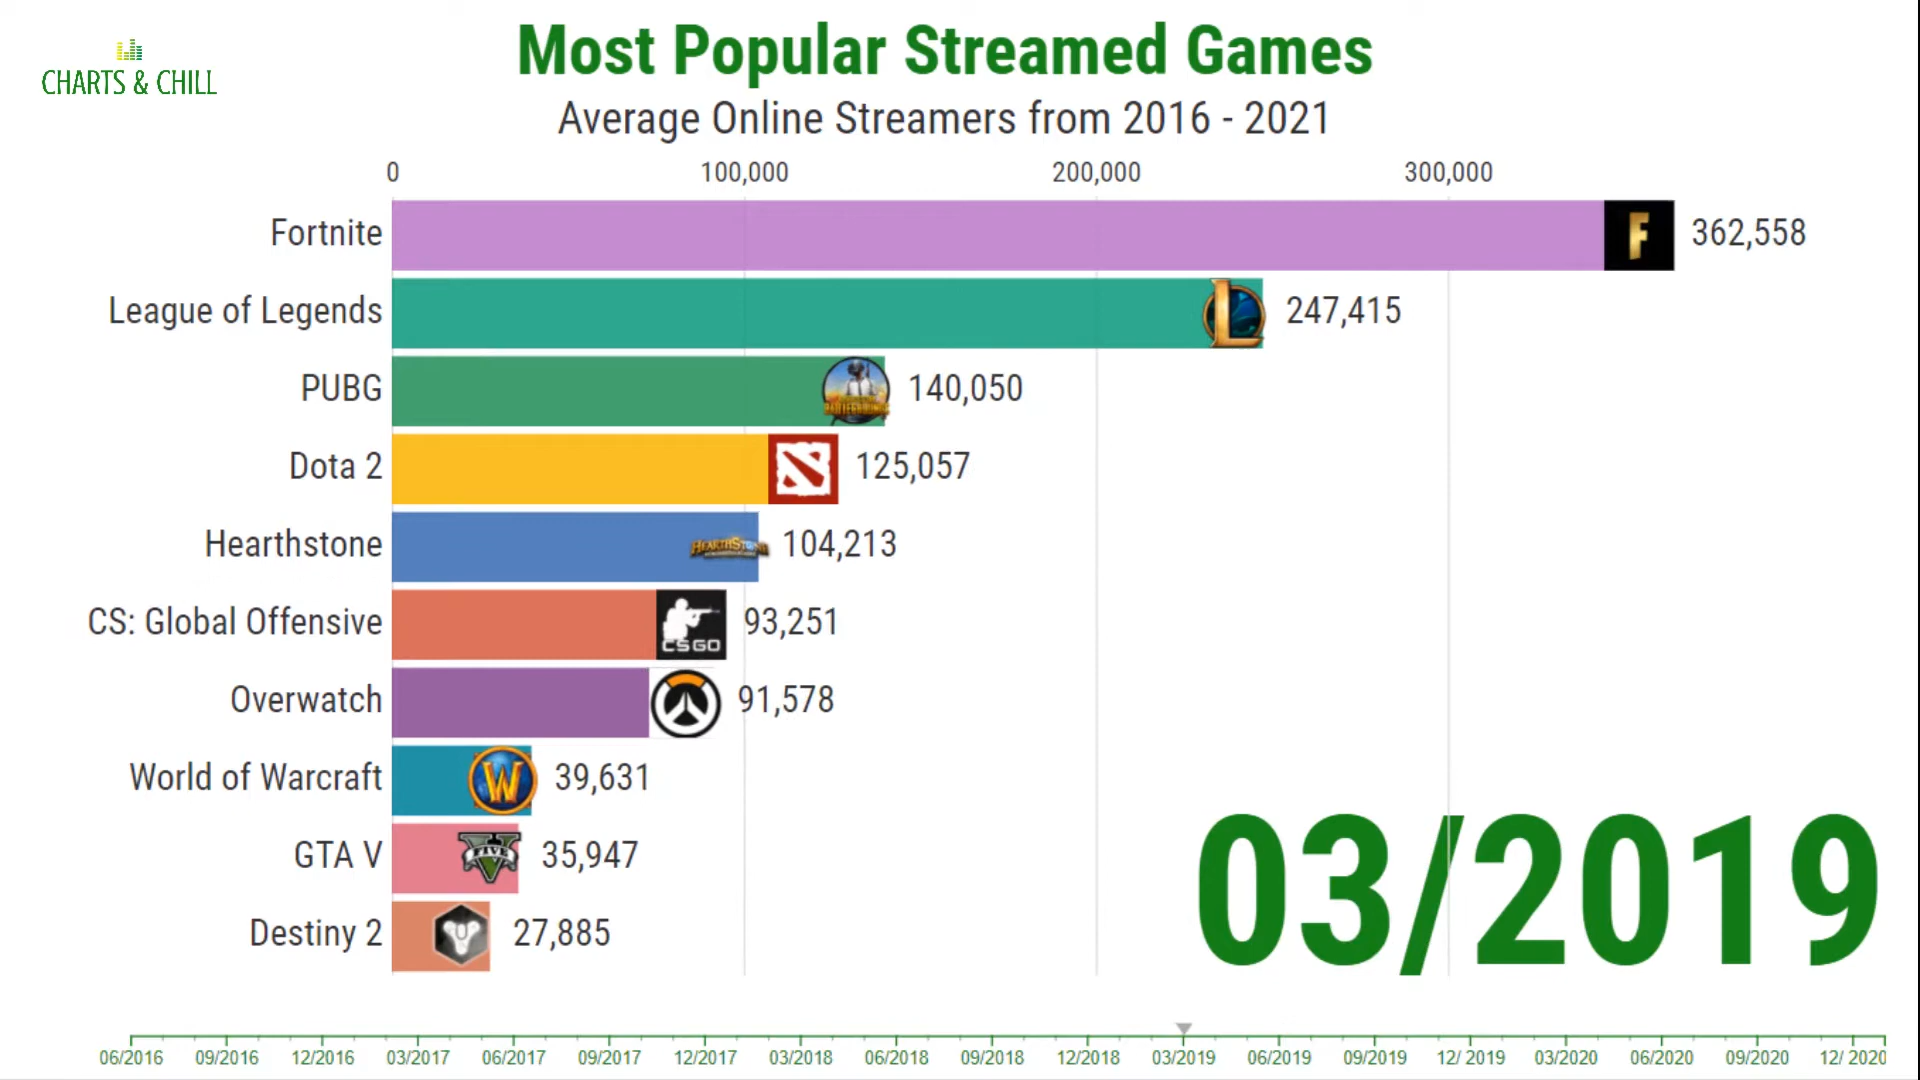 CHARTS & CHILL
Most Popular Streamed Games
Average Online Streamers from 2016 - 2021
0 100,000 200,000 300,000
Fortnite F 362,558
League of Legends L 247,415
PUBG 140,050
Dota 2 125,057
Hearthstone HEARTHSTONE 104,213
CS: Global Offensive CSGO 93,251
Overwatch 91,578
World of Warcraft W 39,631
GTA V V FIVE 35,947
Destiny 2 27,885
03/2019
06/2016 09/2016 12/2016 03/2017 06/2017 09/2017 12/2017 03/2018 06/2018 09/2018 12/2018 03/2019 06/2019 09/2019 12/ 2019 03/2020 06/2020 09/2020 12/ 2020